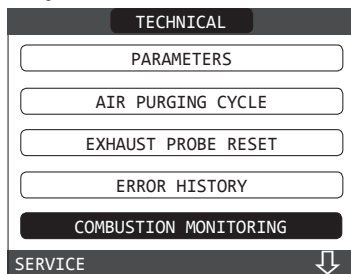 TECHNICAL
PARAMETERS
AIR PURGING CYCLE
EXHAUST PROBE RESET
ERROR HISTORY
COMBUSTION MONITORING
SERVICE